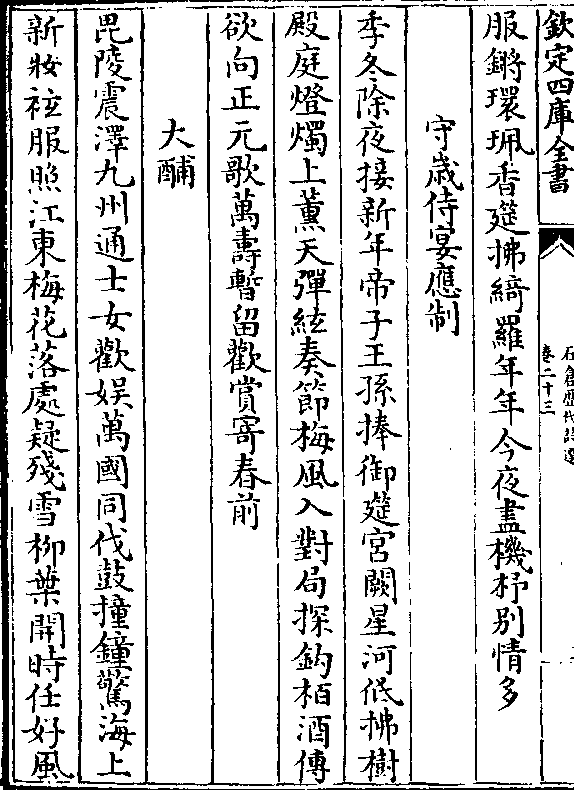 欽定四庫全書
石倉歴代詩選
卷二十三
服鏘環珮香筵拂綺羅年年今夜盡機杼别情多
守歳侍宴應制
季冬除夜接新年帝子王孫捧御筵宮闕星河低拂樹
殿庭燈燭上薰天彈絃奏節梅風入對局探鈎栢酒傳
欲向正元歌萬壽暫留歡賞寄春前
大酺
毘陵震澤九州通士女歡娯萬國同伐鼓撞鐘驚海上
新妝袨服照江東梅花落處疑殘雪柳葉開時任好風